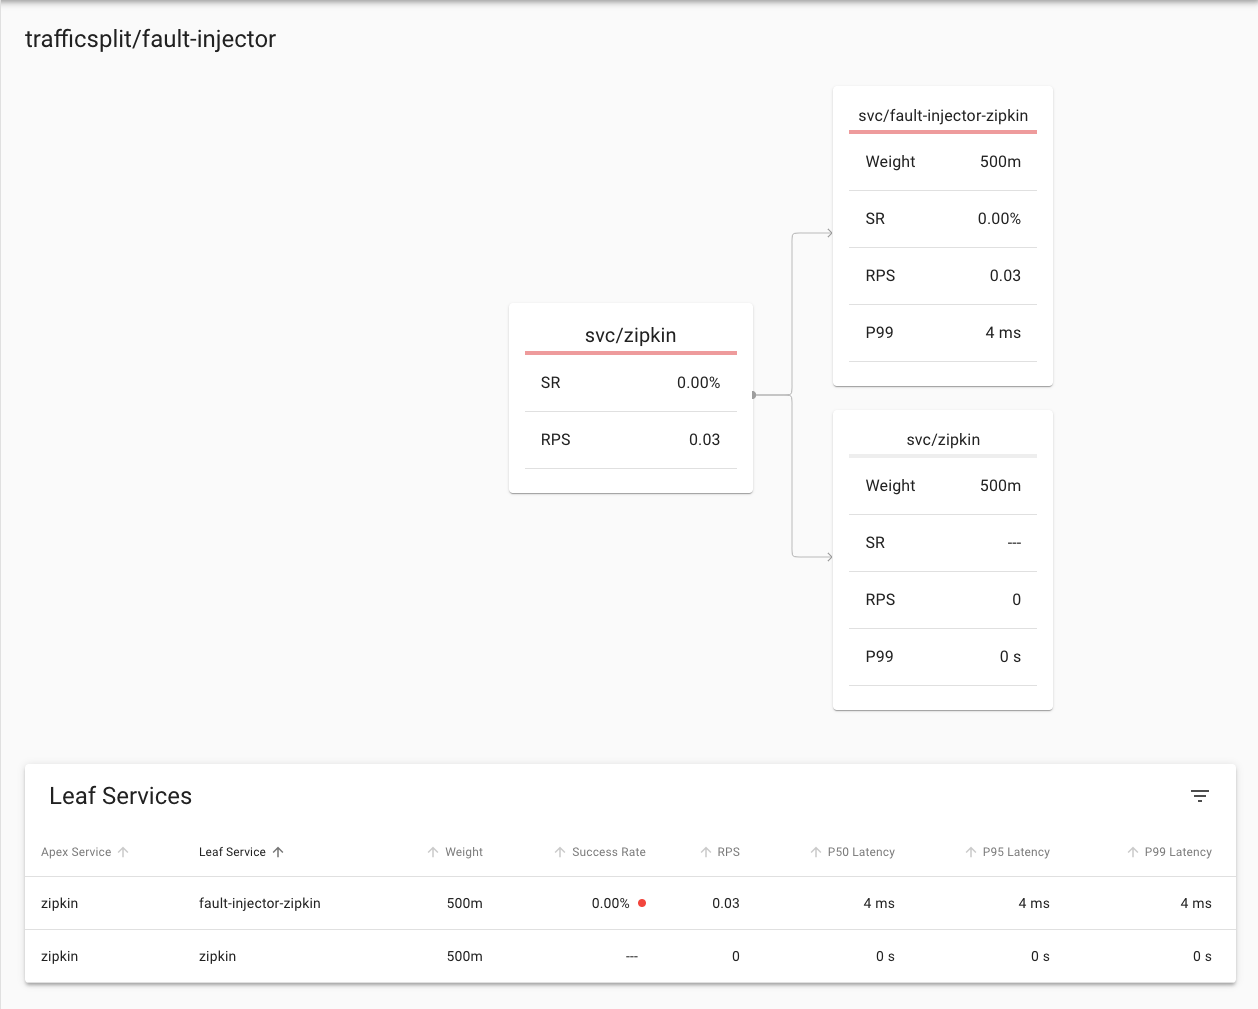 trafficsplit/fault-injector
svc/fault-injector-zipkin
Weight 500m
SR 0.00%
RPS 0.03
P99 4 ms
svc/zipkin
SR 0.00%
RPS 0.03
svc/zipkin
Weight 500m
SR ---
RPS 0
P99 0 s
Leaf Services
Apex Service Leaf Service Weight Success Rate RPS P50 Latency P95 Latency P99 Latency
zipkin fault-injector-zipkin 500m 0.00% 0.03 4 ms 4 ms 4 ms
zipkin zipkin 500m --- 0 0 s 0 s 0 s